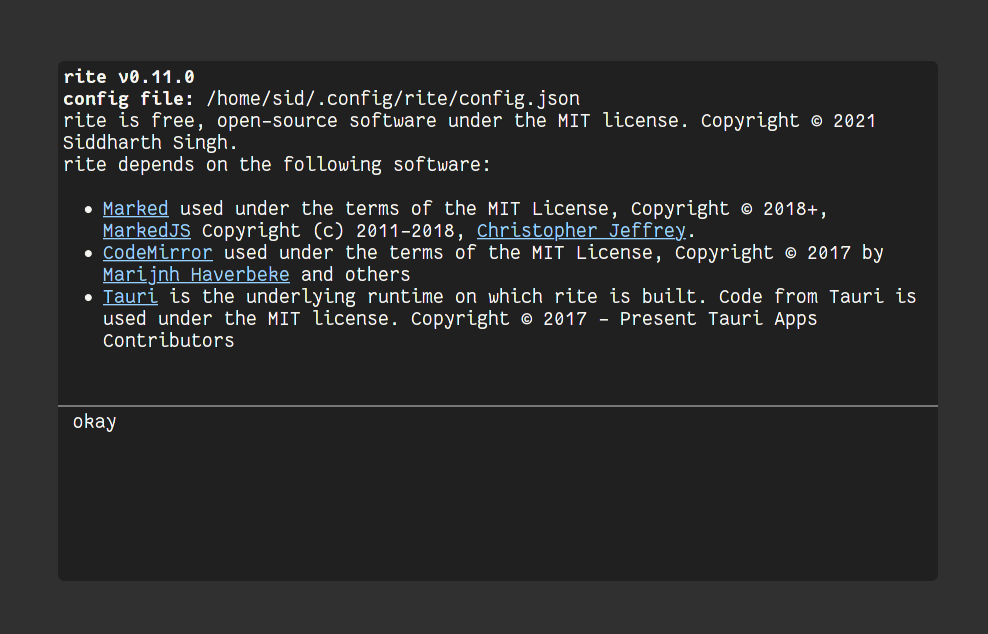 rite v0.11.0
config file: /home/sid/.config/rite/config.json
rite is free, open-source software under the MIT license. Copyright © 2021
Siddharth Singh.
rite depends on the following software:
• Marked used under the terms of the MIT License, Copyright © 2018+,
MarkedJS Copyright (c) 2011-2018, Christopher Jeffrey.
• CodeMirror used under the terms of the MIT License, Copyright © 2017 by
Marijnh Haverbeke and others
• Tauri is the underlying runtime on which rite is built. Code from Tauri is
used under the MIT license. Copyright © 2017 - Present Tauri Apps
Contributors
okay